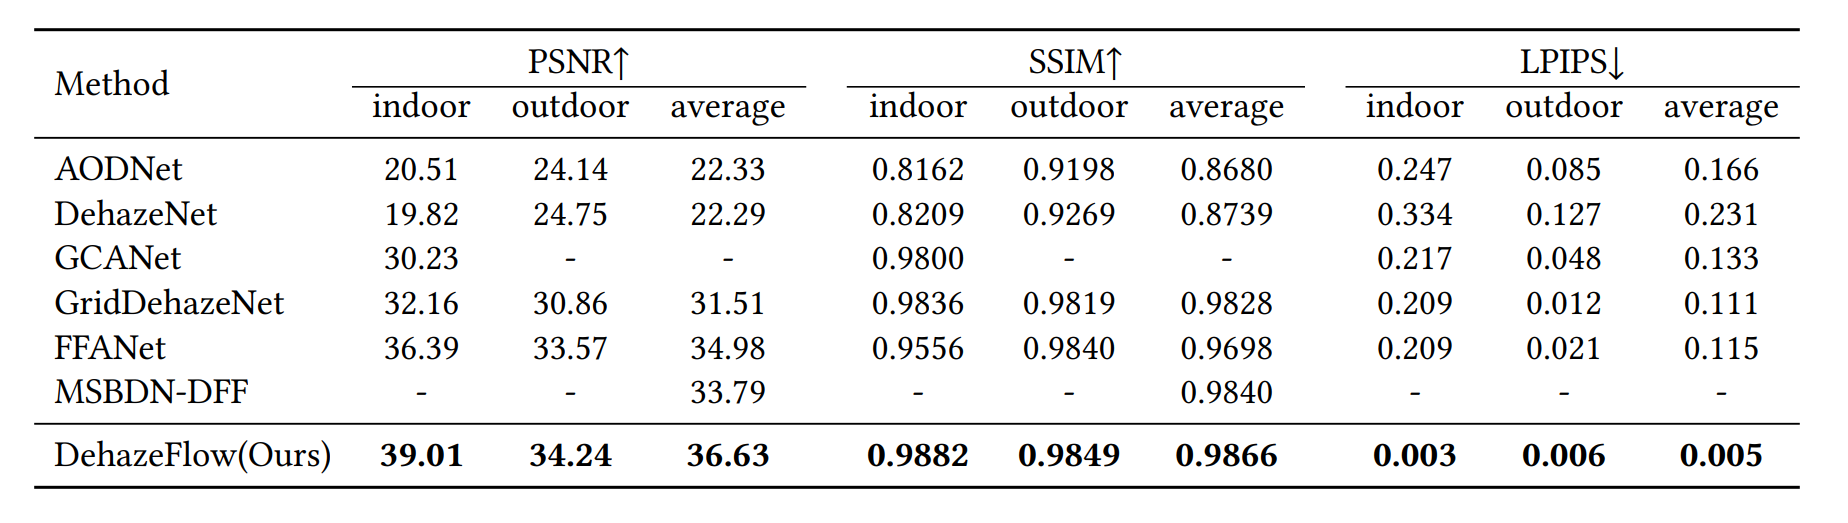 Method PSNR↑ SSIM↑ LPIPS↓
indoor outdoor average indoor outdoor average indoor outdoor average
AODNet 20.51 24.14 22.33 0.8162 0.9198 0.8680 0.247 0.085 0.166
DehazeNet 19.82 24.75 22.29 0.8209 0.9269 0.8739 0.334 0.127 0.231
GCANet 30.23 - - 0.9800 - - 0.217 0.048 0.133
GridDehazeNet 32.16 30.86 31.51 0.9836 0.9819 0.9828 0.209 0.012 0.111
FFANet 36.39 33.57 34.98 0.9556 0.9840 0.9698 0.209 0.021 0.115
MSBDN-DFF - - 33.79 - - 0.9840 - - -
DehazeFlow(Ours) 39.01 34.24 36.63 0.9882 0.9849 0.9866 0.003 0.006 0.005